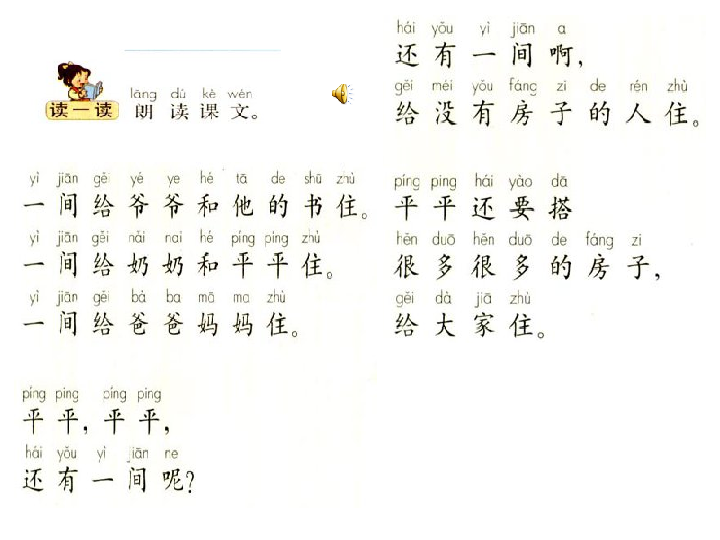 读一读
lǎng dú kè wén
朗读课文。
yì jiān gěi yé ye hé tā de shū zhù
一间给爷爷和他的书住。
yì jiān gěi nǎi nai hé píng ping zhù
一间给奶奶和平平住。
yì jiān gěi bà ba mā ma zhù
一间给爸爸妈妈住。
píng ping píng ping
平平，平平，
hái yǒu yì jiān ne
还有一间呢？
hái yǒu yì jiān a
还有一间啊，
gěi méi yǒu fáng zi de rén zhù
给没有房子的人住。
píng ping hái yào dā
平平还要搭
hěn duō hěn duō de fáng zi
很多很多的房子，
gěi dà jiā zhù
给大家住。